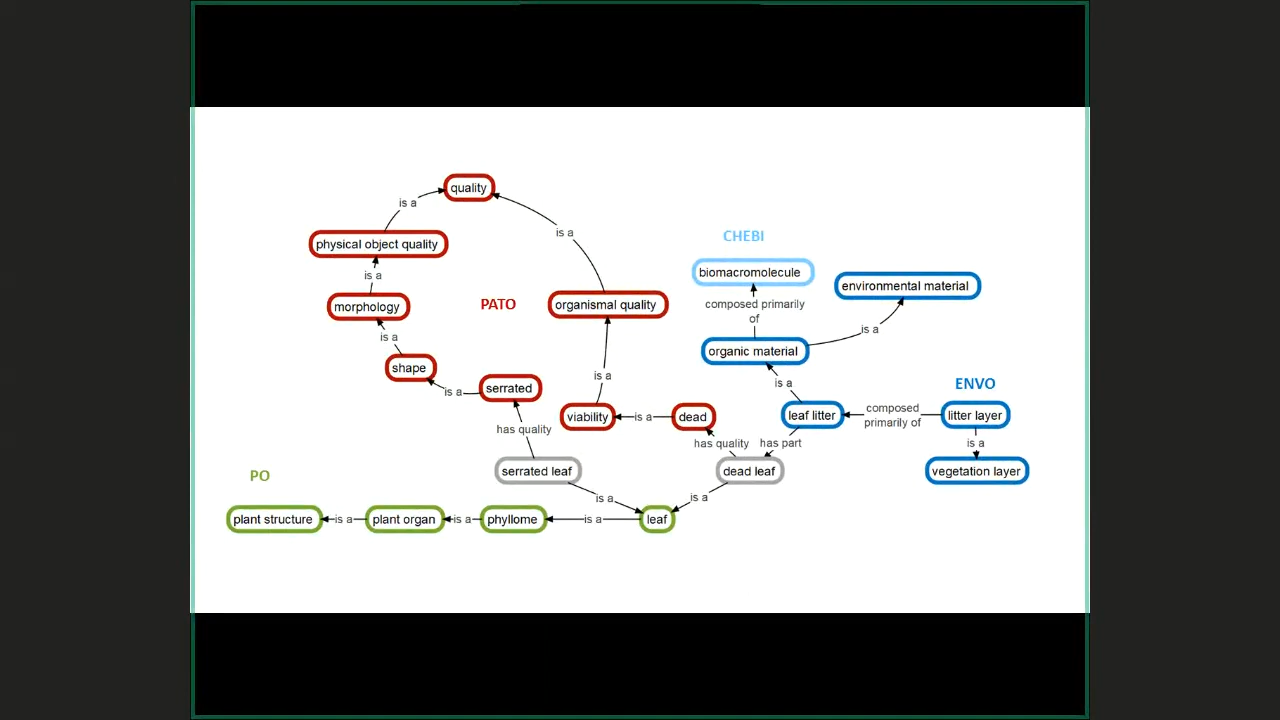 quality
is a
physical object quality
is a
CHEBI
is a
biomacromolecule
environmental material
morphology
PATO
organismal quality
composed primarily
of
is a
is a
organic material
shape
is a
is a
is a
ENVO
serrated
viability
is a
dead
leaf litter
composed
primarily of
litter layer
has quality
has quality
has part
is a
serrated leaf
dead leaf
vegetation layer
PO
is a
is a
plant structure
is a
plant organ
is a
phyllome
is a
leaf